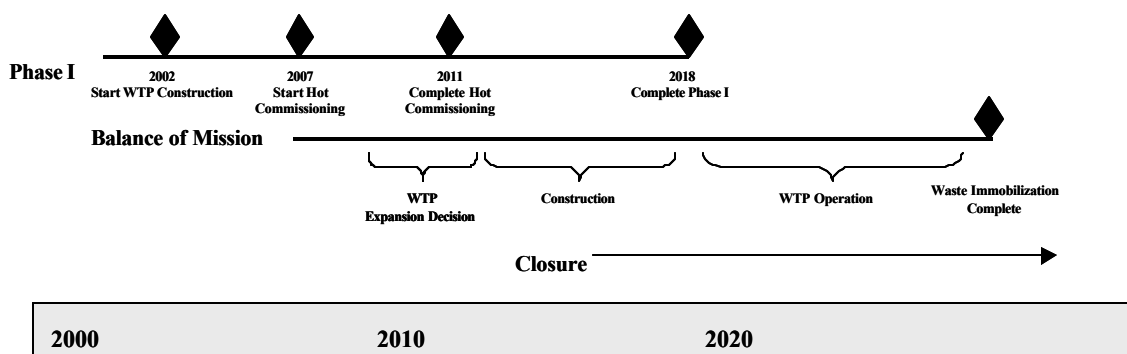 Phase I
2002
Start WTP Construction
2007
Start Hot
Commissioning
2011
Complete Hot
Commissioning
2018
Complete Phase I
Balance of Mission
WTP
Expansion Decision
Construction
WTP Operation
Waste Immobilization
Complete
Closure
2000
2010
2020